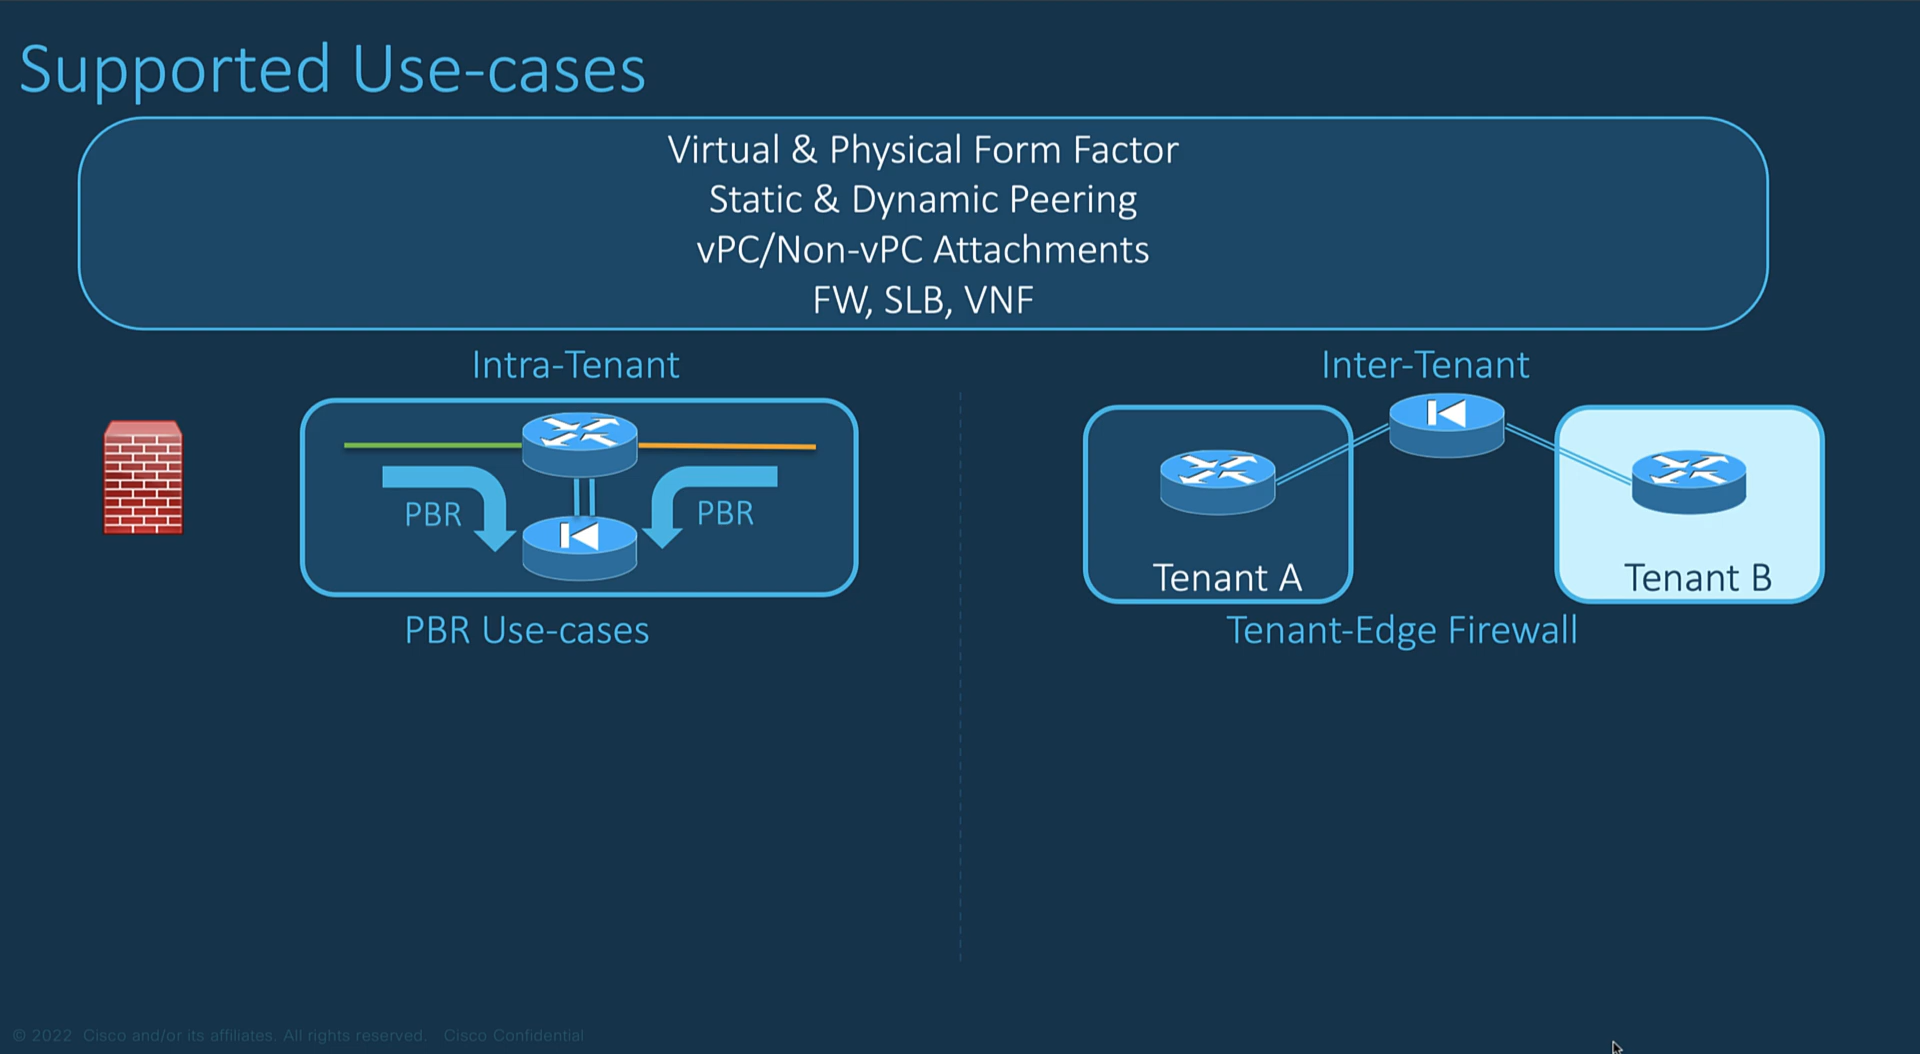 Supported Use-cases
Virtual & Physical Form Factor
Static & Dynamic Peering
vPC/Non-vPC Attachments
FW, SLB, VNF
Intra-Tenant
PBR
PBR
PBR Use-cases
Inter-Tenant
Tenant A
Tenant B
Tenant-Edge Firewall
© 2022 Cisco and/or its affiliates. All rights reserved. Cisco Confidential